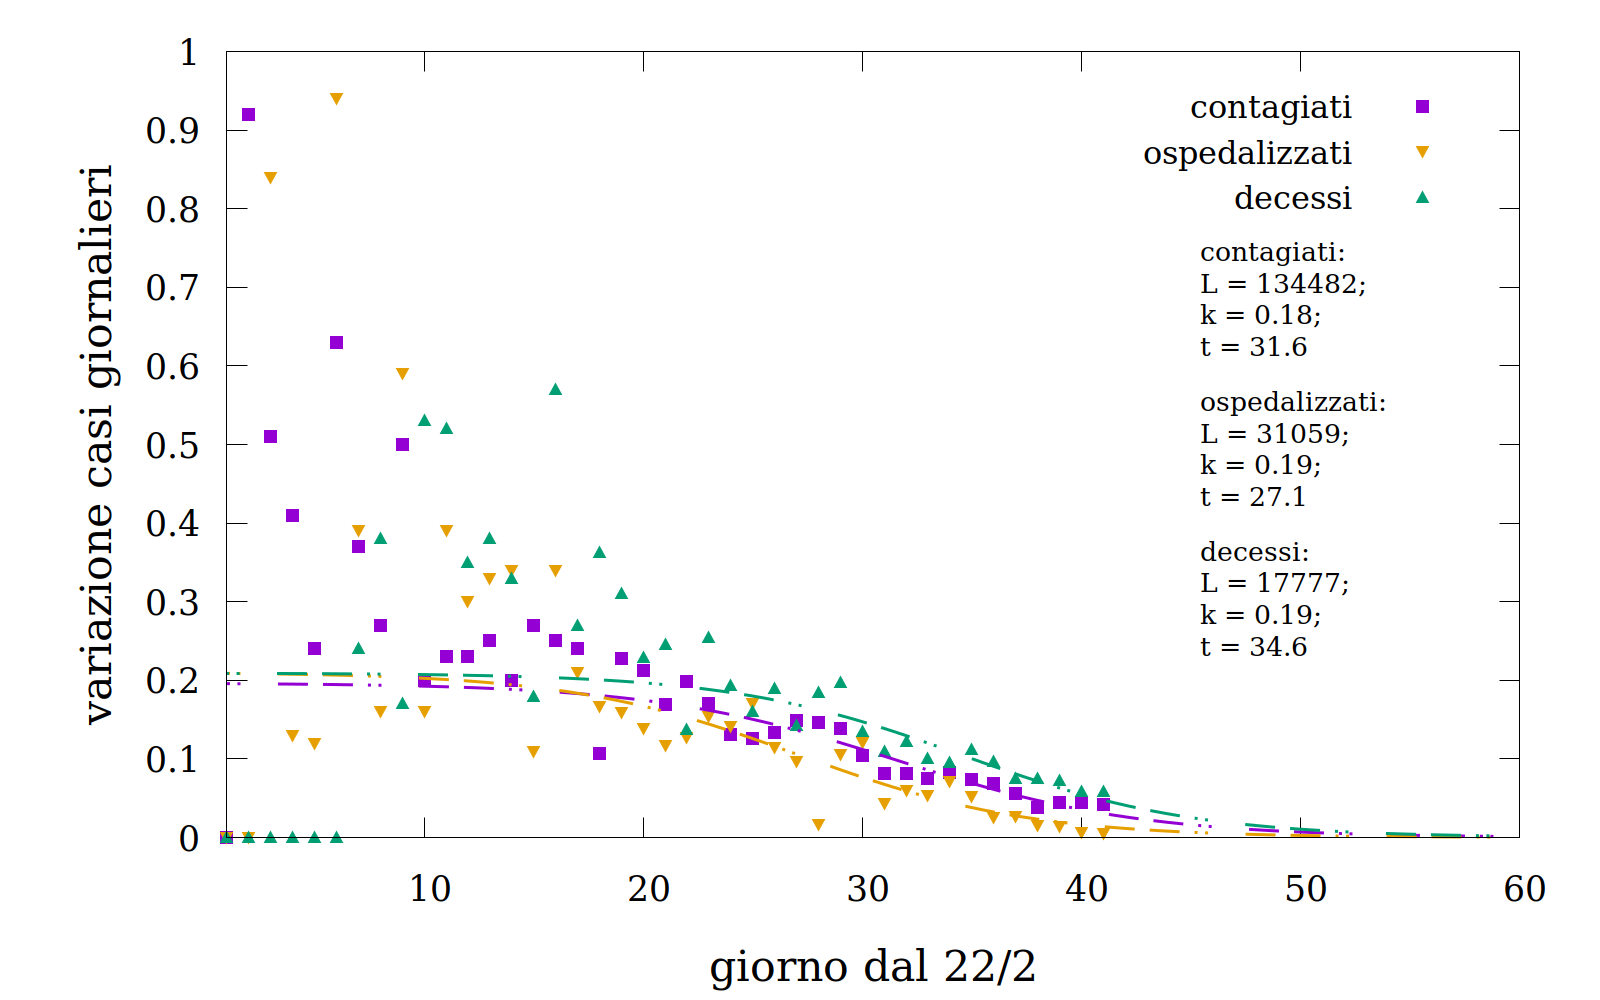 1
0.9
0.8
0.7
0.6
0.5
0.4
0.3
0.2
0.1
0
variazione casi giornalieri
contagiati
ospedalizzati
decessi
contagiati:
L = 134482;
k = 0.18;
t = 31.6
ospedalizzati:
L = 31059;
k = 0.19;
t = 27.1
decessi:
L = 17777;
k = 0.19;
t = 34.6
10 20 30 40 50 60
giorno dal 22/2